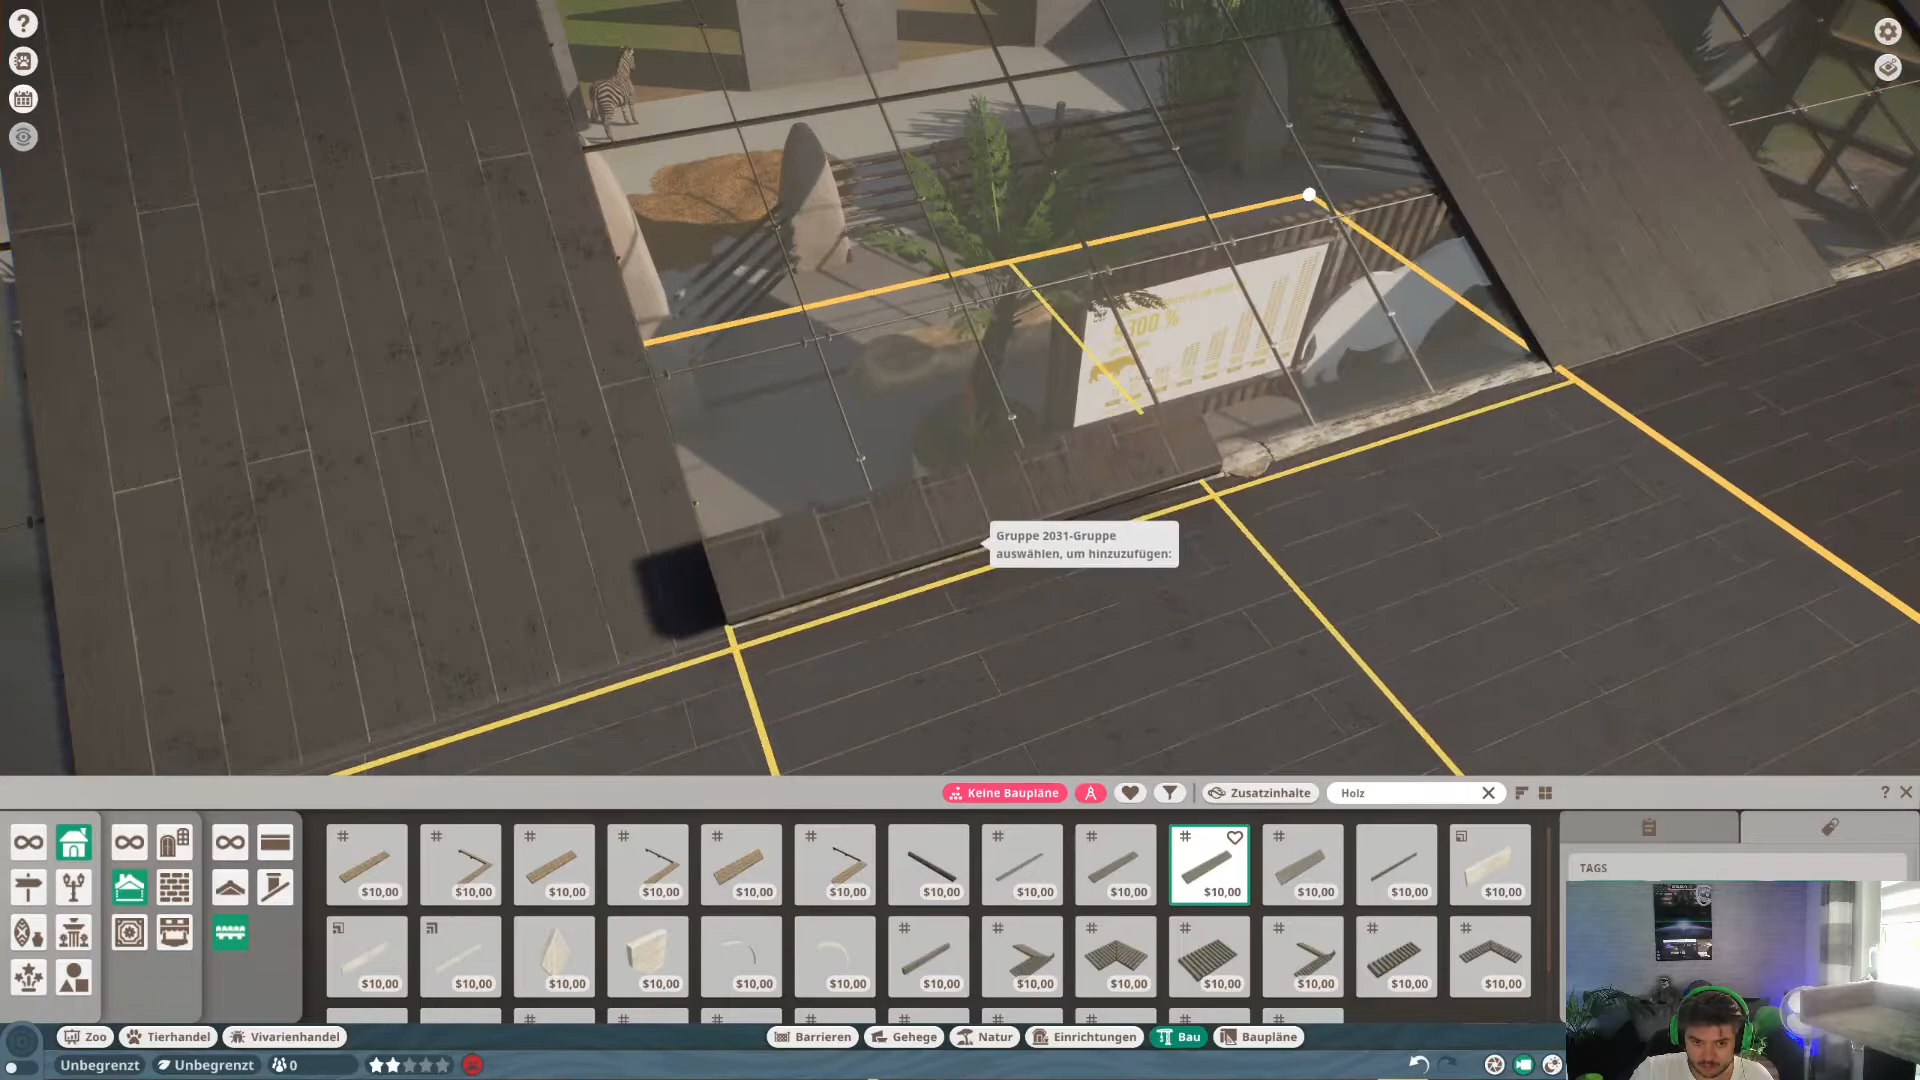 9300 %
Gruppe 2031-Gruppe
auswählen, um hinzuzufügen:
Keine Baupläne
Zusatzinhalte
Holz
?
TAGS
$10,00 $10,00 $10,00 $10,00 $10,00 $10,00 $10,00 $10,00 $10,00 $10,00 $10,00 $10,00 $10,00
$10,00 $10,00 $10,00 $10,00 $10,00 $10,00 $10,00 $10,00 $10,00 $10,00 $10,00 $10,00 $10,00
Zoo Tierhandel Vivarienhandel Barrieren Gehege Natur Einrichtungen Bau Baupläne
Unbegrenzt Unbegrenzt 0